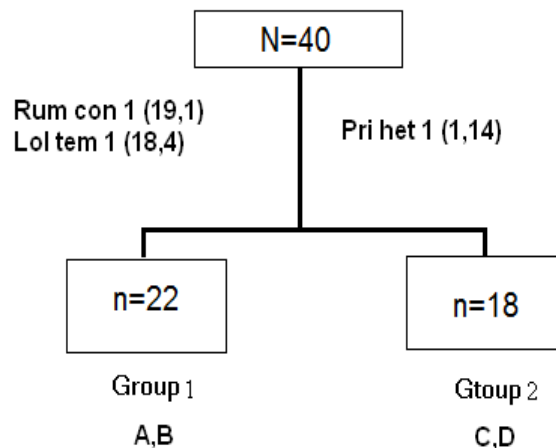 N=40
Rum con 1 (19,1)
Lol tem 1 (18,4)
Pri het 1 (1,14)
n=22
n=18
Group 1
Gtoup 2
A,B
C,D